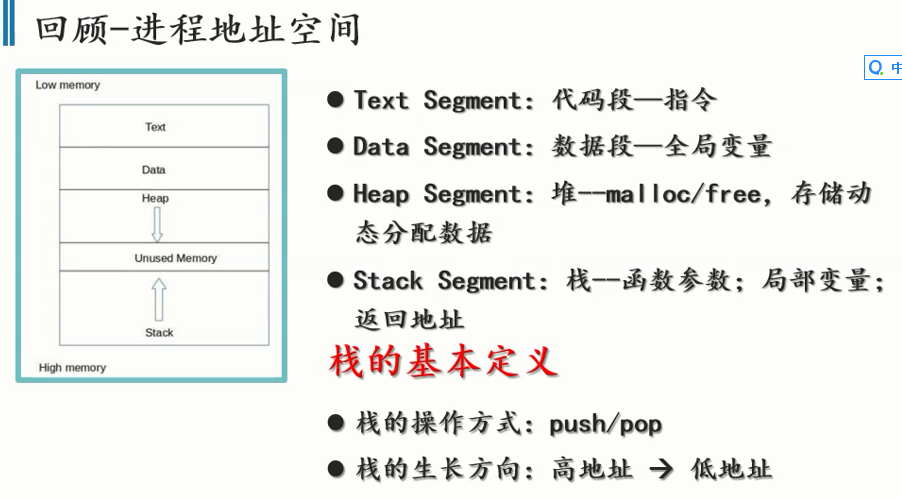 回顾-进程地址空间
Low memory
Text
Data
Heap
Unused Memory
Stack
High memory
● Text Segment: 代码段—指令
● Data Segment: 数据段—全局变量
● Heap Segment: 堆--malloc/free, 存储动
态分配数据
● Stack Segment: 栈--函数参数; 局部变量;
返回地址
栈的基本定义
● 栈的操作方式: push/pop
● 栈的生长方向: 高地址 → 低地址